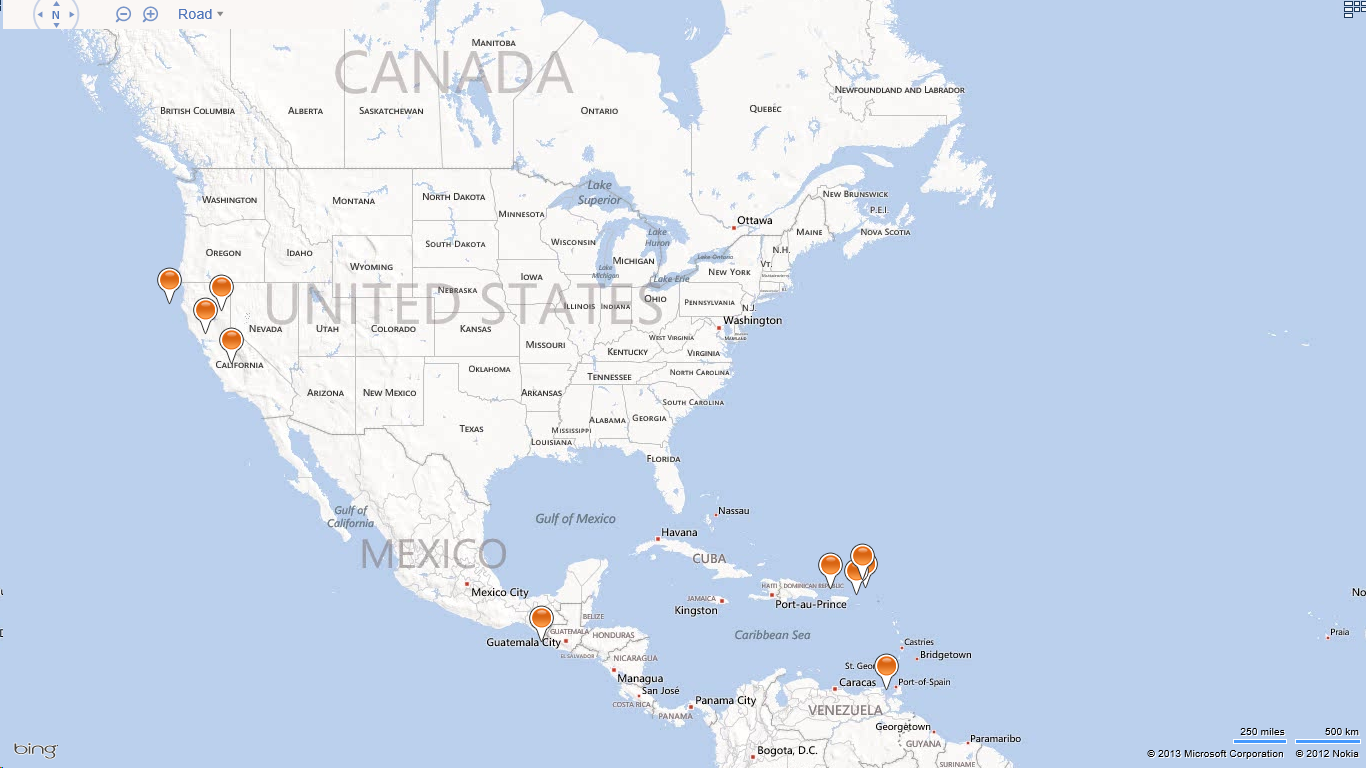 N
Road
MANITOBA
CANADA
NEWFOUNDLAND AND LABRADOR
BRITISH COLUMBIA
ALBERTA
SASKATCHEWAN
ONTARIO
QUEBEC
WASHINGTON
MONTANA
NORTH DAKOTA
MINNESOTA
Lake
Superior
NEW BRUNSWICK
P.E.I.
Ottawa
MAINE
NOVA SCOTIA
OREGON
IDAHO
SOUTH DAKOTA
WISCONSIN
Lake
Huron
N.H.
VT.
WYOMING
MICHIGAN
Lake Ontario
Lake
Michigan
Lake Erie
NEW YORK
IOWA
NEBRASKA
UNITED STATES
ILLINOIS
INDIANA
OHIO
PENNSYLVANIA
N.J.
Washington
NEVADA
UTAH
COLORADO
KANSAS
MISSOURI
WEST VIRGINIA
MARYLAND
KENTUCKY
VIRGINIA
CALIFORNIA
OKLAHOMA
TENNESSEE
NORTH CAROLINA
ARIZONA
NEW MEXICO
ARKANSAS
SOUTH CAROLINA
TEXAS
MISSISSIPPI
ALABAMA
GEORGIA
LOUISIANA
FLORIDA
Gulf of
California
Gulf of Mexico
Nassau
Havana
MEXICO
CUBA
Mexico City
HAITI
DOMINICAN REPUBLIC
JAMAICA
Kingston
Port-au-Prince
BELIZE
GUATEMALA
HONDURAS
Guatemala City
EL SALVADOR
NICARAGUA
Caribbean Sea
Castries
Bridgetown
Praia
No
Managua
San José
COSTA RICA
PANAMA
Panama City
St. Geo
Caracas
Port-of-Spain
VENEZUELA
Georgetown
GUYANA
Paramaribo
SURINAME
Bogota, D.C.
bing
250 miles
500 km
© 2013 Microsoft Corporation
© 2012 Nokia